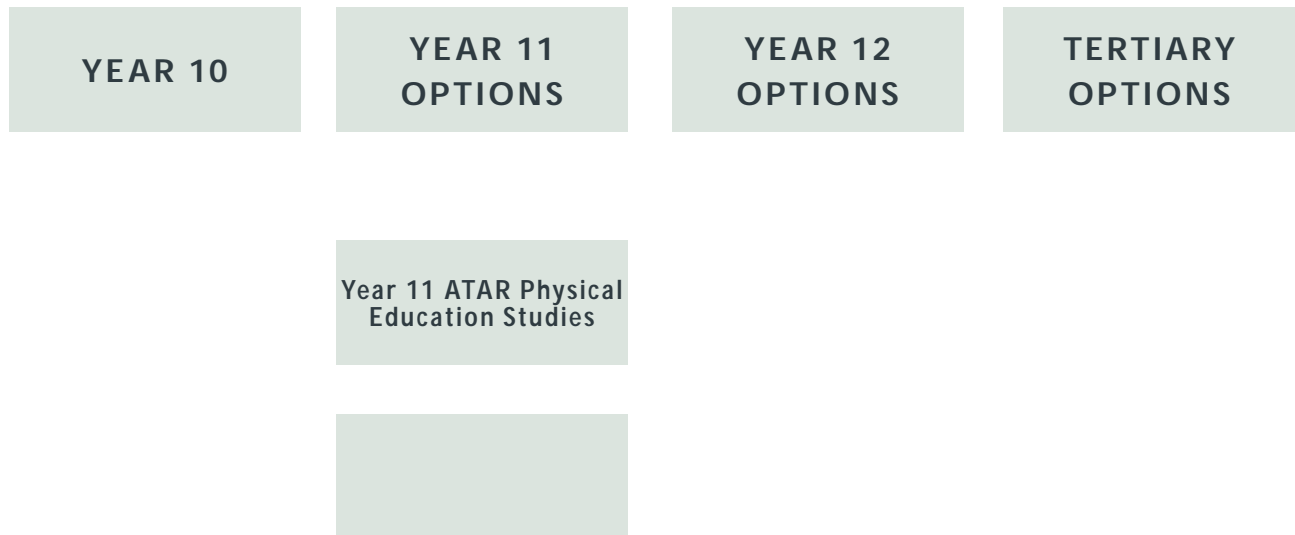 YEAR 10
YEAR 11
OPTIONS
YEAR 12
OPTIONS
TERTIARY
OPTIONS
Year 11 ATAR Physical
Education Studies